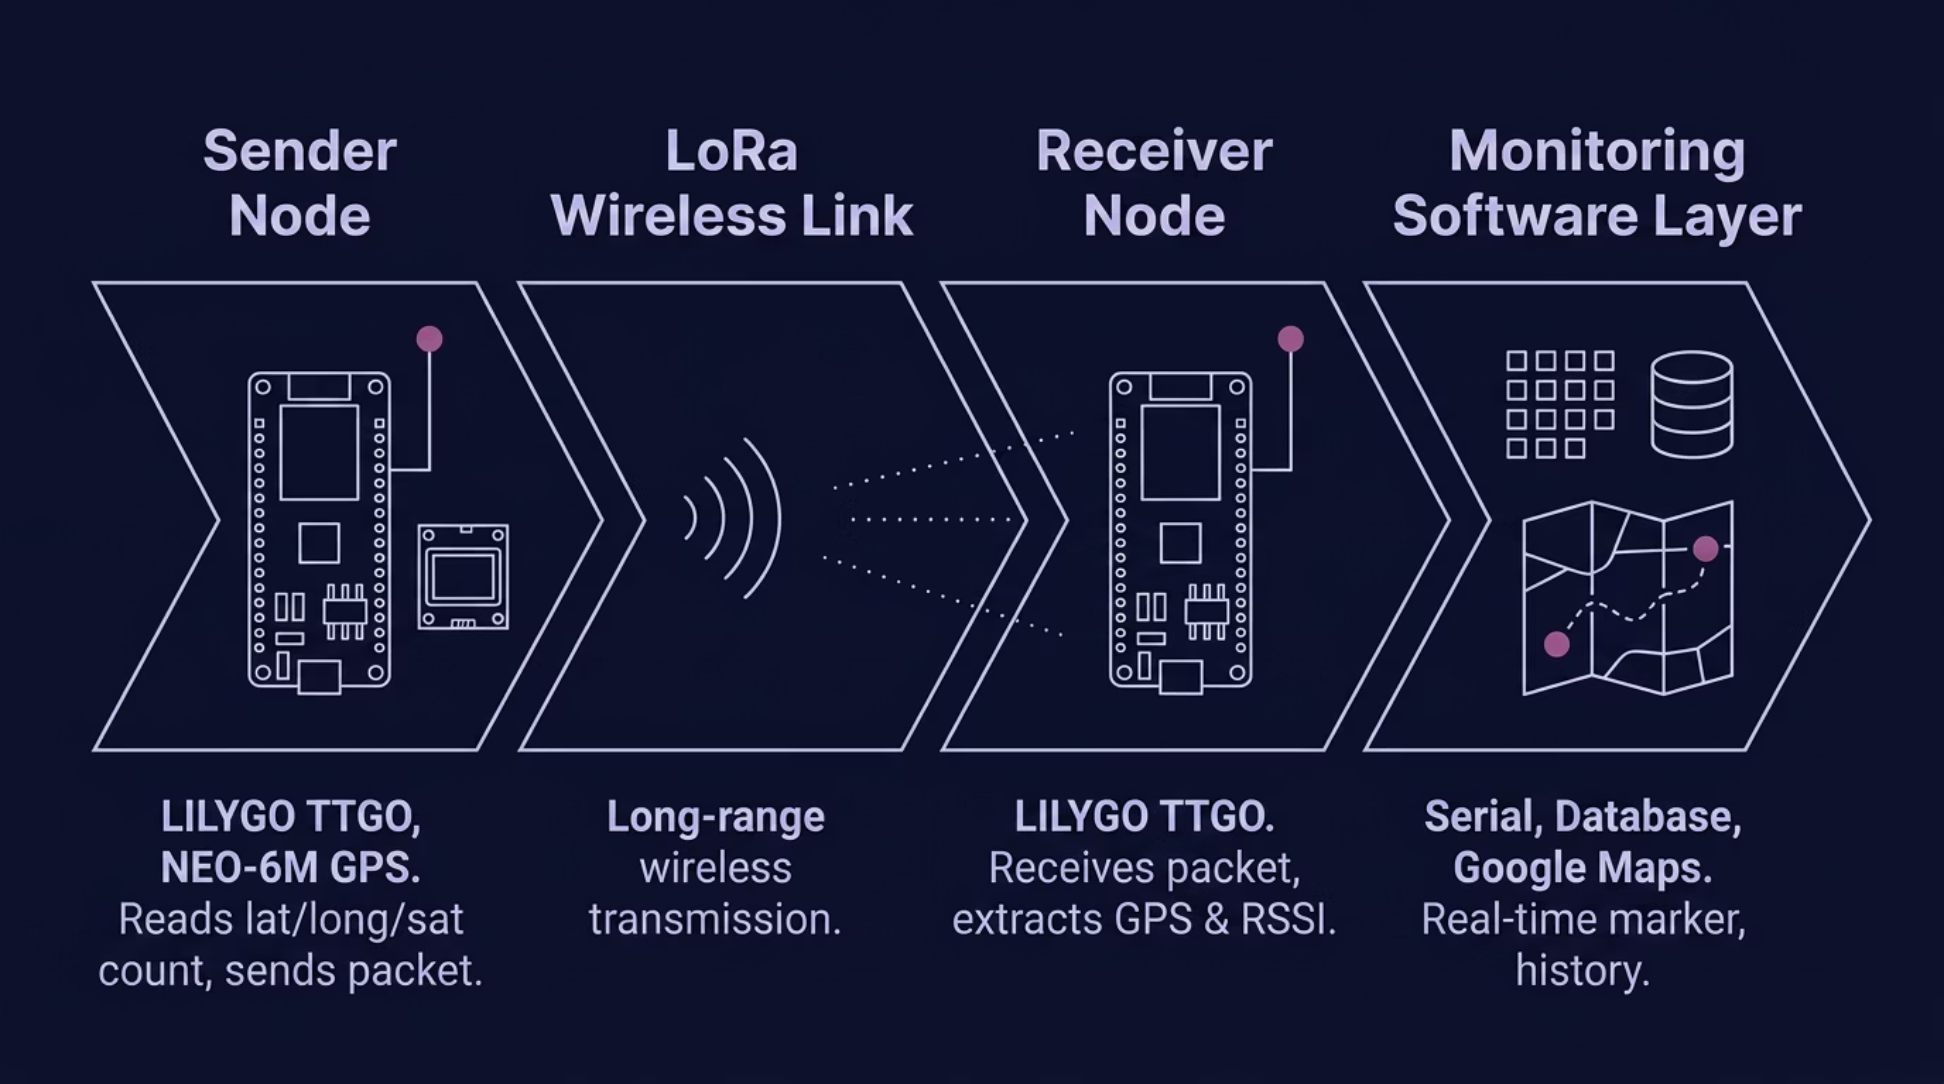 Sender
Node
LoRa
Wireless Link
Receiver
Node
Monitoring
Software Layer
LILYGO TTGO,
NEO-6M GPS.
Reads lat/long/sat
count, sends packet.
Long-range
wireless
transmission.
LILYGO TTGO.
Receives packet,
extracts GPS & RSSI.
Serial, Database,
Google Maps.
Real-time marker,
history.